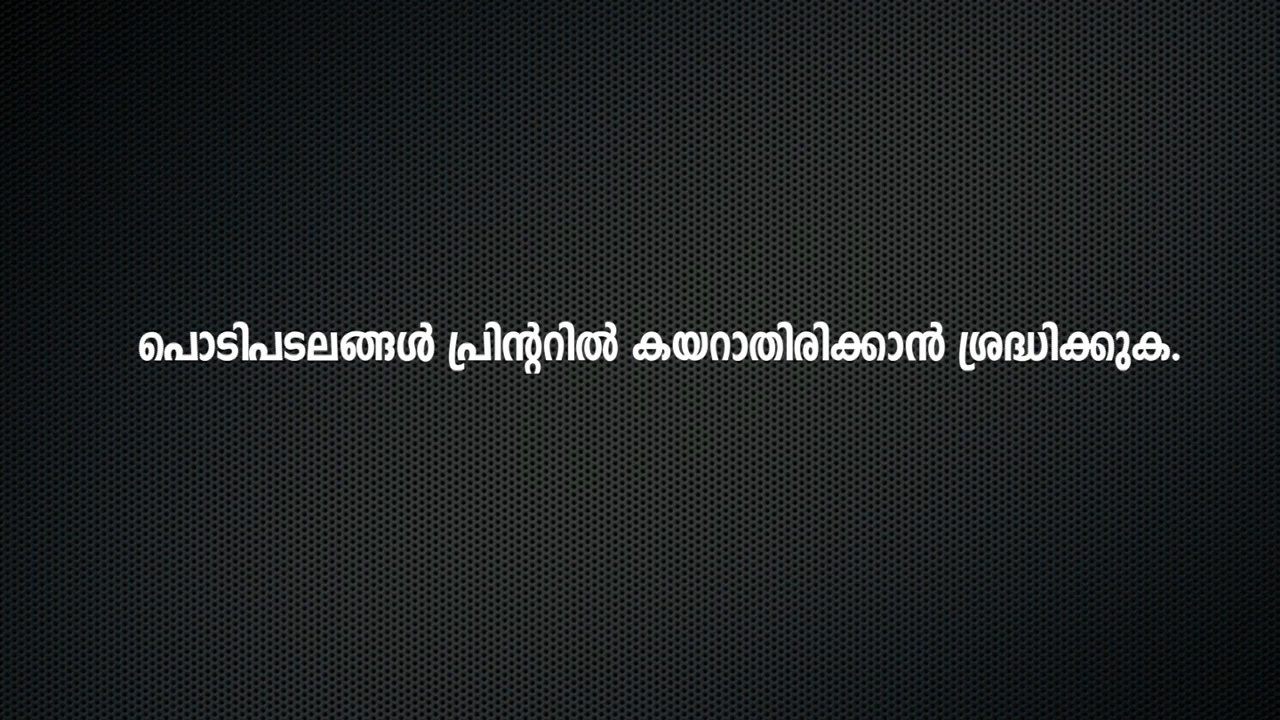 പൊടിപടലങ്ങൾ പ്രിന്ററിൽ കയറാതിരിക്കാൻ ശ്രദ്ധിക്കുക.